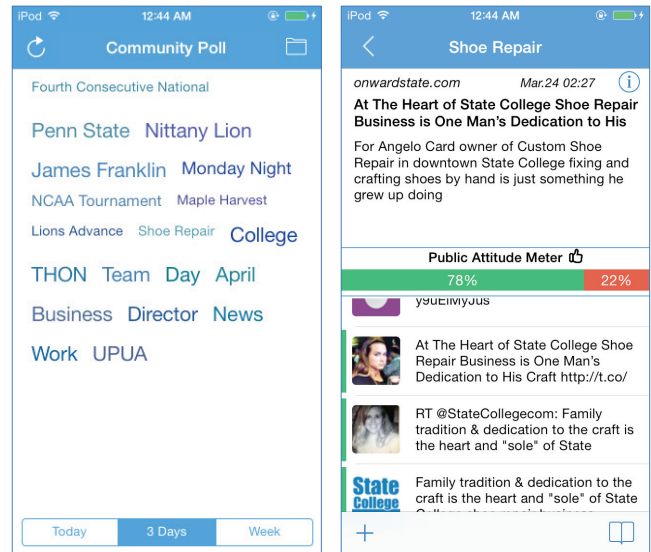 iPod 12:44 AM
Community Poll
Fourth Consecutive National
Penn State Nittany Lion
James Franklin Monday Night
NCAA Tournament Maple Harvest
Lions Advance Shoe Repair College
THON Team Day April
Business Director News
Work UPUA
Today 3 Days Week
iPod 12:44 AM
Shoe Repair
onwardstate.com Mar.24 02:27
At The Heart of State College Shoe Repair
Business is One Man's Dedication to His
For Angelo Card owner of Custom Shoe
Repair in downtown State College fixing and
crafting shoes by hand is just something he
grew up doing
Public Attitude Meter
78% 22%
At The Heart of State College Shoe
Repair Business is One Man's
Dedication to His Craft http://t.co/
RT @StateCollegecom: Family
tradition & dedication to the craft is
the heart and "sole" of State
State
College
Family tradition & dedication to the
craft is the heart and "sole" of State
College shoe repair business